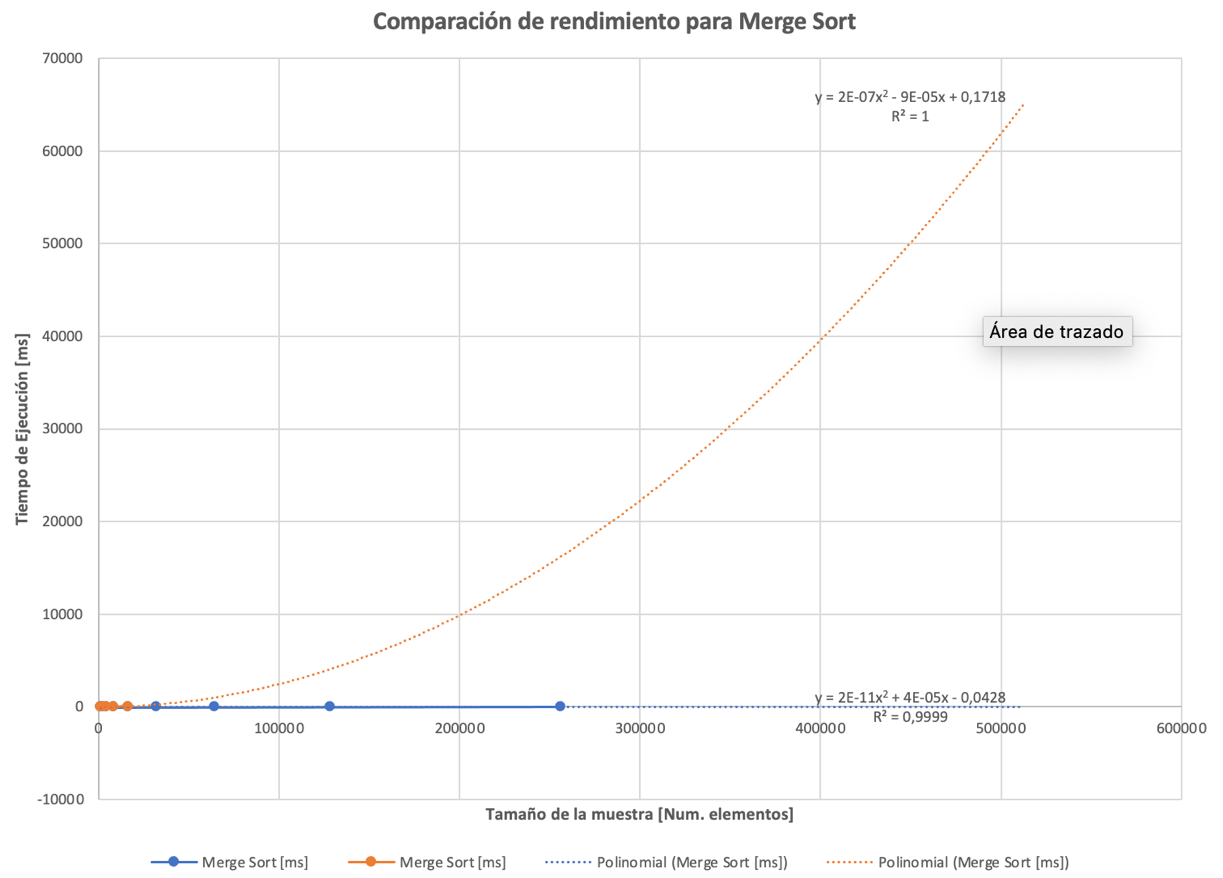 Comparación de rendimiento para Merge Sort
70000
60000
50000
40000
30000
20000
10000
0
-10000
Tiempo de Ejecución [ms]
y = 2E-07x² - 9E-05x + 0,1718
R² = 1
Área de trazado
y = 2E-11x² + 4E-05x - 0,0428
R² = 0,9999
0 100000 200000 300000 400000 500000 600000
Tamaño de la muestra [Num. elementos]
Merge Sort [ms] Merge Sort [ms] Polinomial (Merge Sort [ms]) Polinomial (Merge Sort [ms])